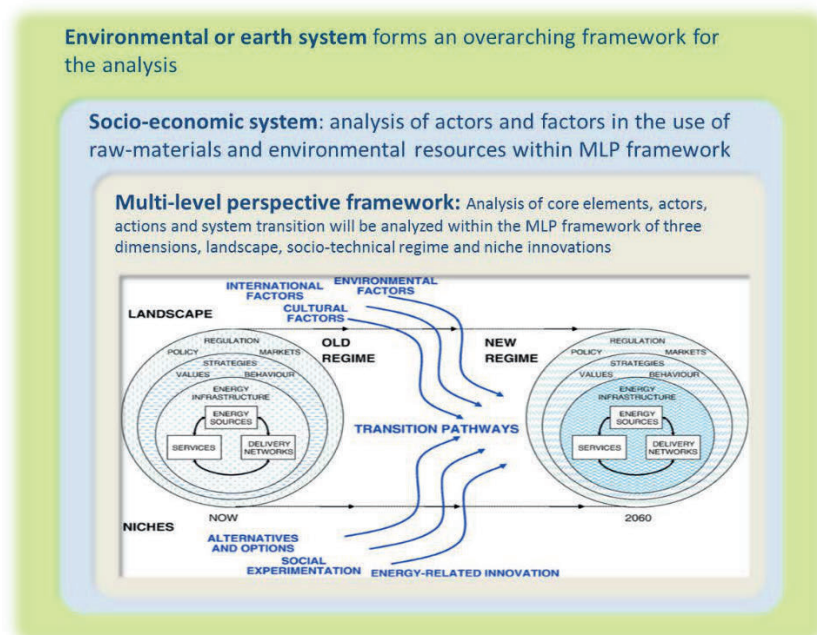 Environmental or earth system forms an overarching framework for
the analysis
Socio-economic system: analysis of actors and factors in the use of
raw-materials and environmental resources within MLP framework
Multi-level perspective framework: Analysis of core elements, actors,
actions and system transition will be analyzed within the MLP framework of three
dimensions, landscape, socio-technical regime and niche innovations
INTERNATIONAL
FACTORS
ENVIRONMENTAL
FACTORS
CULTURAL
FACTORS
LANDSCAPE
OLD
REGIME
NEW
REGIME
REGULATION
POLICY
MARKETS
STRATEGIES
VALUES
BEHAVIOUR
ENERGY
INFRASTRUCTURE
ENERGY
SOURCES
SERVICES
DELIVERY
NETWORKS
TRANSITION PATHWAYS
REGULATION
POLICY
MARKETS
STRATEGIES
VALUES
BEHAVIOUR
ENERGY
INFRASTRUCTURE
ENERGY
SOURCES
SERVICES
DELIVERY
NETWORKS
NICHES
NOW
2060
ALTERNATIVES
AND OPTIONS
SOCIAL
EXPERIMENTATION
ENERGY-RELATED INNOVATION